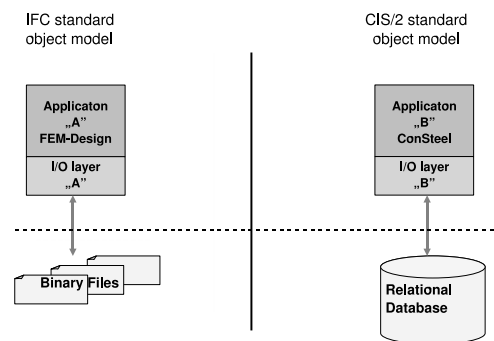 IFC standard
object model
CIS/2 standard
object model
Applicaton
„A”
FEM-Design
I/O layer
„A”
Applicaton
„B”
ConSteel
I/O layer
„B”
Binary Files
Relational
Database